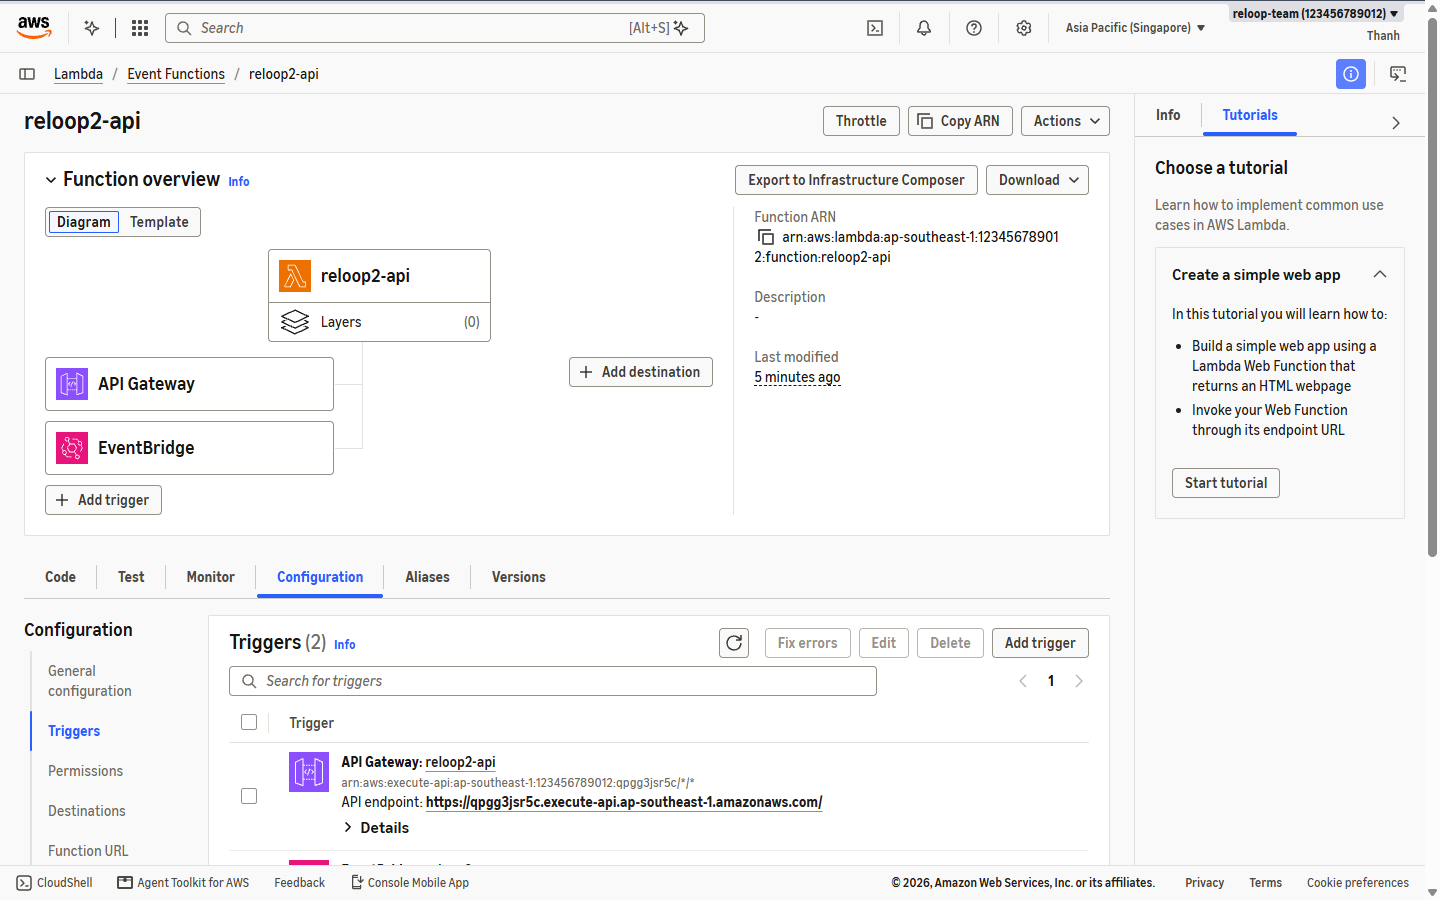 aws
Search
[Alt+S]
Asia Pacific (Singapore)
reloop-team (123456789012)
Thanh
Lambda / Event Functions / reloop2-api
reloop2-api
Throttle
Copy ARN
Actions
Function overview Info
Export to Infrastructure Composer
Download
Diagram
Template
reloop2-api
Layers
(0)
API Gateway
EventBridge
Add trigger
Add destination
Function ARN
arn:aws:lambda:ap-southeast-1:12345678901
2:function:reloop2-api
Description
-
Last modified
5 minutes ago
Code
Test
Monitor
Configuration
Aliases
Versions
Configuration
General
configuration
Triggers
Permissions
Destinations
Function URL
Triggers (2) Info
Fix errors
Edit
Delete
Add trigger
Search for triggers
1
Trigger
API Gateway: reloop2-api
arn:aws:execute-api:ap-southeast-1:123456789012:qpgg3jsr5c/*/*
API endpoint: https://qpgg3jsr5c.execute-api.ap-southeast-1.amazonaws.com/
Details
Info
Tutorials
Choose a tutorial
Learn how to implement common use
cases in AWS Lambda.
Create a simple web app
In this tutorial you will learn how to:
• Build a simple web app using a
Lambda Web Function that
returns an HTML webpage
• Invoke your Web Function
through its endpoint URL
Start tutorial
CloudShell
Agent Toolkit for AWS
Feedback
Console Mobile App
© 2026, Amazon Web Services, Inc. or its affiliates.
Privacy
Terms
Cookie preferences